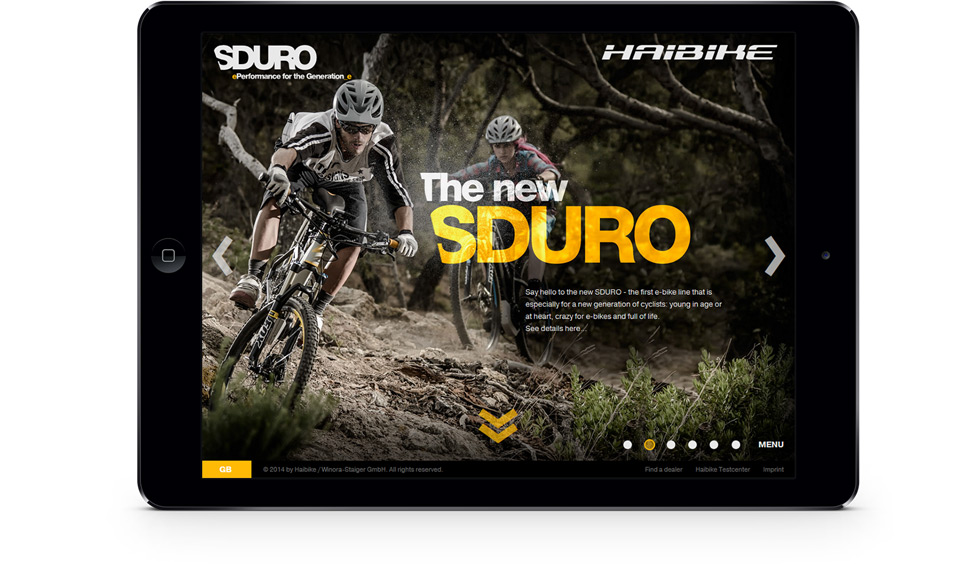 SDURO
ePerformance for the Generation_e
HAIBIKE
The new
SDURO
Say hello to the new SDURO - the first e-bike line that is
especially for a new generation of cyclists: young in age or
at heart, crazy for e-bikes and full of life.
See details here...
MENU
GB
© 2014 by Haibike / Winora-Staiger GmbH. All rights reserved.
Find a dealer
Haibike Testcenter
Imprint